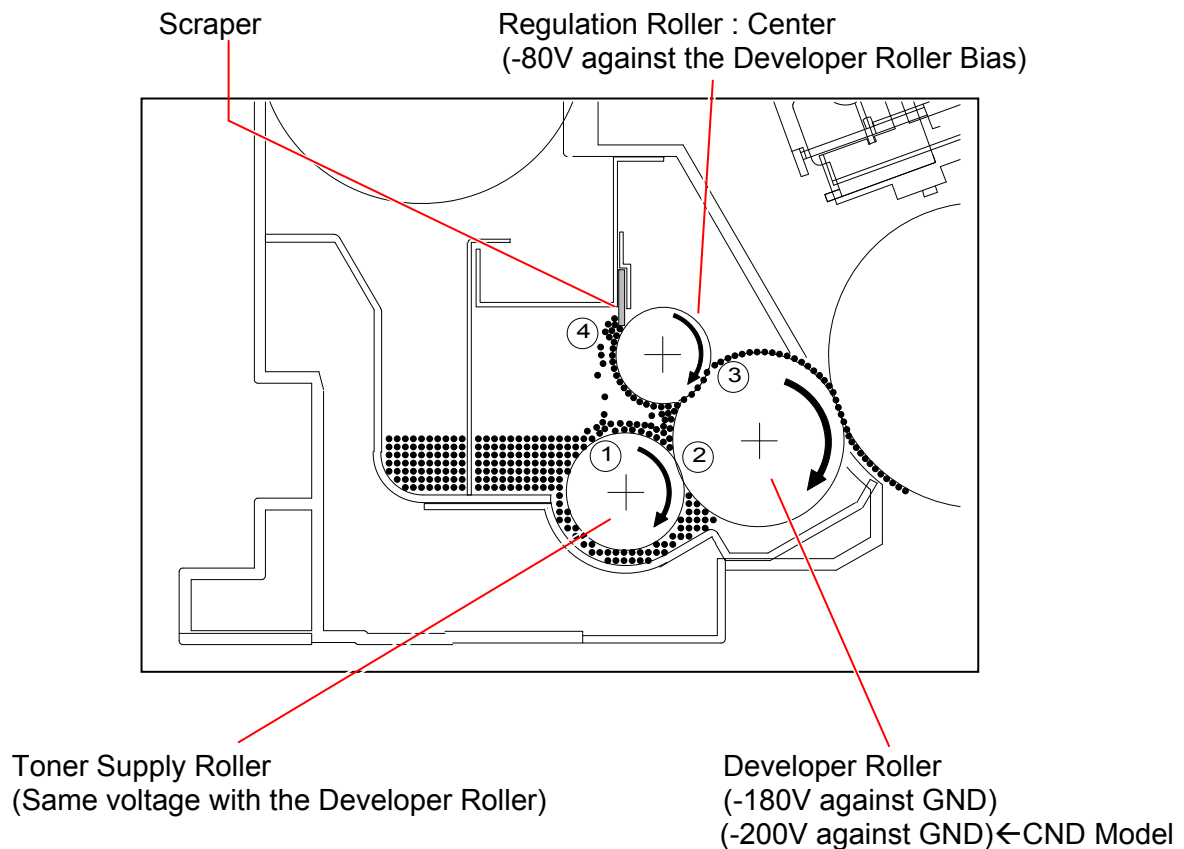 Scraper
Regulation Roller : Center
(-80V against the Developer Roller Bias)
4
3
1
2
Toner Supply Roller
(Same voltage with the Developer Roller)
Developer Roller
(-180V against GND)
(-200V against GND)←CND Model